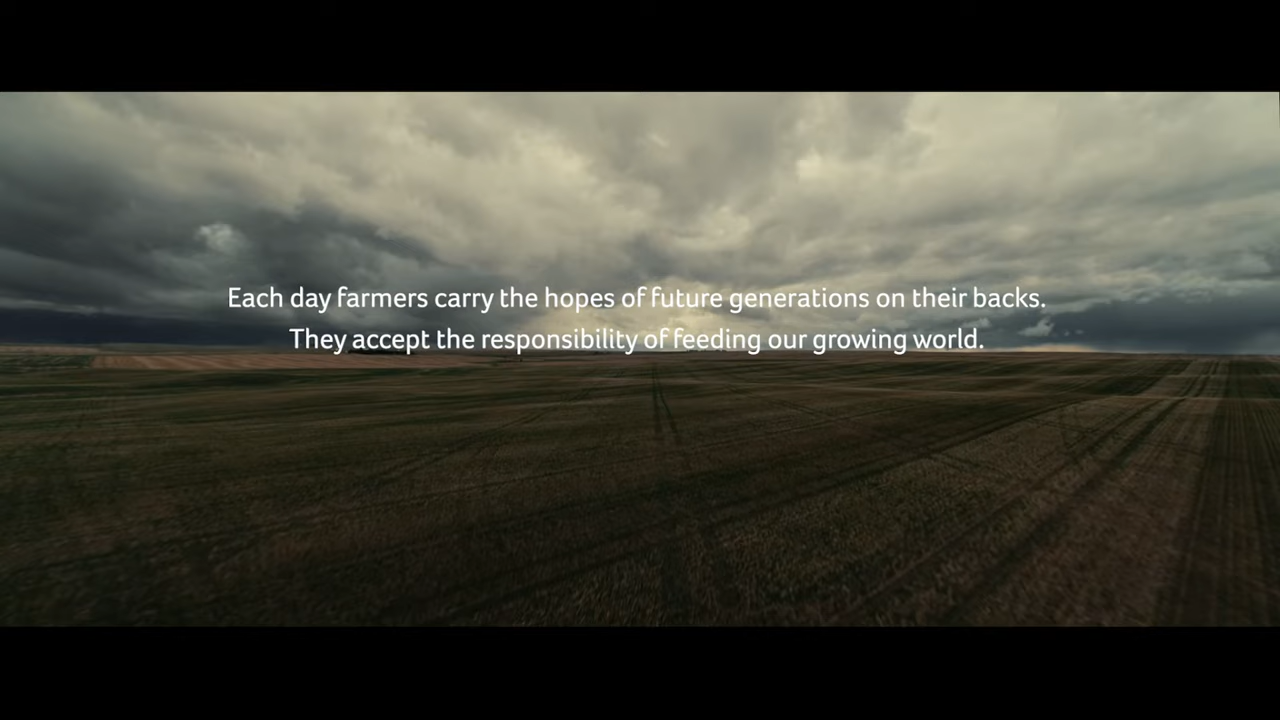 Each day farmers carry the hopes of future generations on their backs.
They accept the responsibility of feeding our growing world.